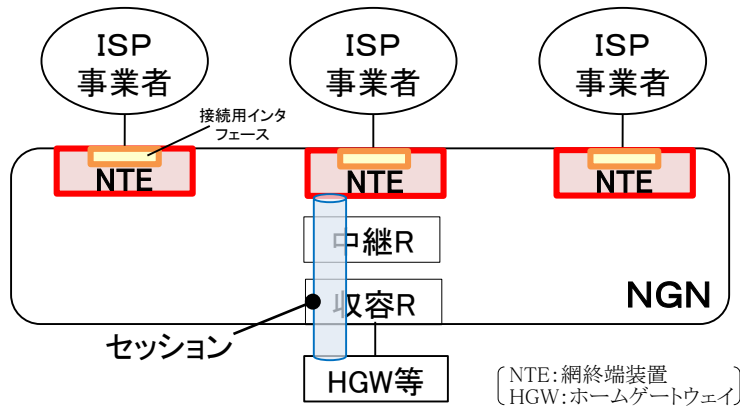 ISP
事業者
ISP
事業者
ISP
事業者
接続用インタ
フェース
NTE
NTE
NTE
中継R
収容R
NGN
セッション
HGW等
NTE:網終端装置
HGW:ホームゲートウェイ